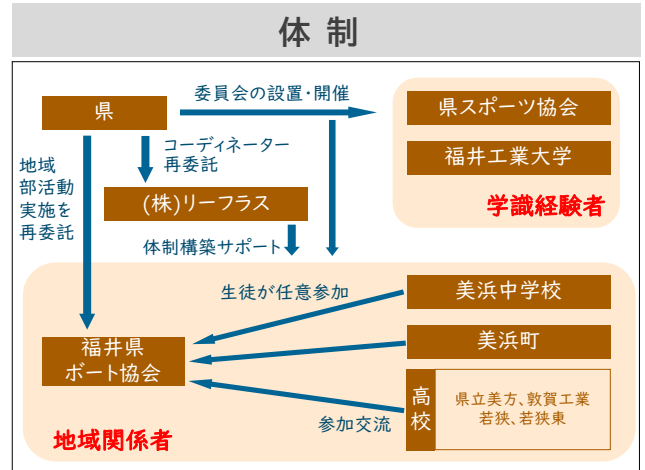 体 制
県
委員会の設置・開催
県スポーツ協会
福井工業大学
学識経験者
コーディネーター
再委託
地域
部活動
実施を
再委託
(株)リーフラス
体制構築サポート
生徒が任意参加
美浜中学校
美浜町
福井県
ボート協会
高
校
県立美方、敦賀工業
若狭、若狭東
参加交流
地域関係者